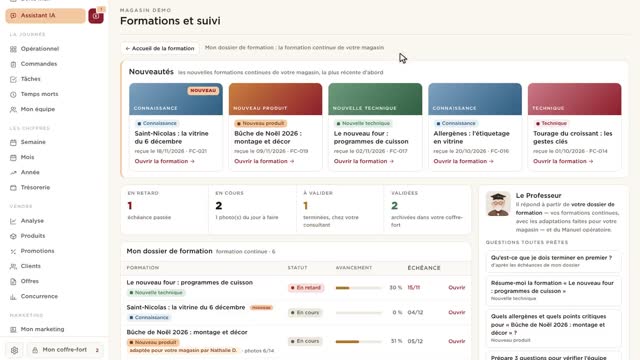 MAGASIN DÉMO
Formations et suivi
Assistant IA
1
LA JOURNÉE
Opérationnel
Commandes
Tâches
Temps morts
Mon équipe
LES CHIFFRES
Semaine
Mois
Année
Trésorerie
VENDRE
Analyse
Produits
Promotions
Clients
Offres
Concurrence
MARKETING
Mon marketing
Mon coffre-fort 2
← Accueil de la formation
Mon dossier de formation : la formation continue de votre magasin
Nouveautés les nouvelles formations continues de votre magasin, la plus récente d'abord
NOUVEAU
CONNAISSANCE
Connaissance
Saint-Nicolas : la vitrine
du 6 décembre
reçue le 18/11/2026 · FC-021
Ouvrir la formation →
NOUVEAU PRODUIT
Nouveau produit
Bûche de Noël 2026 :
montage et décor
reçue le 09/11/2026 · FC-019
Ouvrir la formation →
NOUVELLE TECHNIQUE
Nouvelle technique
Le nouveau four :
programmes de cuisson
reçue le 02/11/2026 · FC-017
Ouvrir la formation →
CONNAISSANCE
Connaissance
Allergènes : l'étiquetage
en vitrine
reçue le 20/10/2026 · FC-016
Ouvrir la formation →
TECHNIQUE
Technique
Tourage du croissant : les
gestes clés
reçue le 01/10/2026 · FC-014
Ouvrir la formation →
EN RETARD
1
échéance passée
EN COURS
2
1 photo(s) du jour à faire
À VALIDER
1
terminées, chez votre
consultant
VALIDÉES
2
archivées dans votre coffre-
fort
Mon dossier de formation formation continue · 6
FORMATION STATUT AVANCEMENT ÉCHÉANCE
Le nouveau four : programmes de cuisson
Nouvelle technique
En retard 30 % 15/11 Ouvrir
Saint-Nicolas : la vitrine du 6 décembre
Connaissance
En cours 0 % 04/12 Ouvrir
Bûche de Noël 2026 : montage et décor
Nouveau produit
adaptée pour votre magasin par Nathalie D. · photos 6/14
En cours 51 % 05/12 Ouvrir
Le Professeur
Il répond à partir de votre dossier de
formation — vos formations continues,
avec les adaptations faites pour votre
magasin — et du Manuel opératoire.
QUESTIONS TOUTES PRÊTES
Qu'est-ce que je dois terminer en premier ?
d'après les échéances de mon dossier
Résume-moi la formation « Le nouveau
four : programmes de cuisson »
Nouvelle technique
Quels allergènes et quels points critiques
pour « Bûche de Noël 2026 : montage et
décor » ?
Nouveau produit
Prépare 3 questions pour vérifier l'équipe